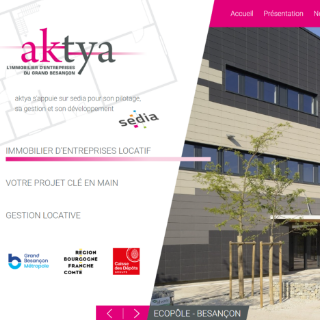 Accueil Présentation
aktya
L'IMMOBILIER D'ENTREPRISES
DU GRAND BESANÇON
aktya s'appuie sur sedia pour son pilotage,
sa gestion et son développement
sedia
IMMOBILIER D'ENTREPRISES LOCATIF
VOTRE PROJET CLÉ EN MAIN
GESTION LOCATIVE
Grand
Besançon
Métropole
RÉGION
BOURGOGNE
FRANCHE
COMTÉ
Caisse
des Dépôts
ECOPÔLE - BESANÇON